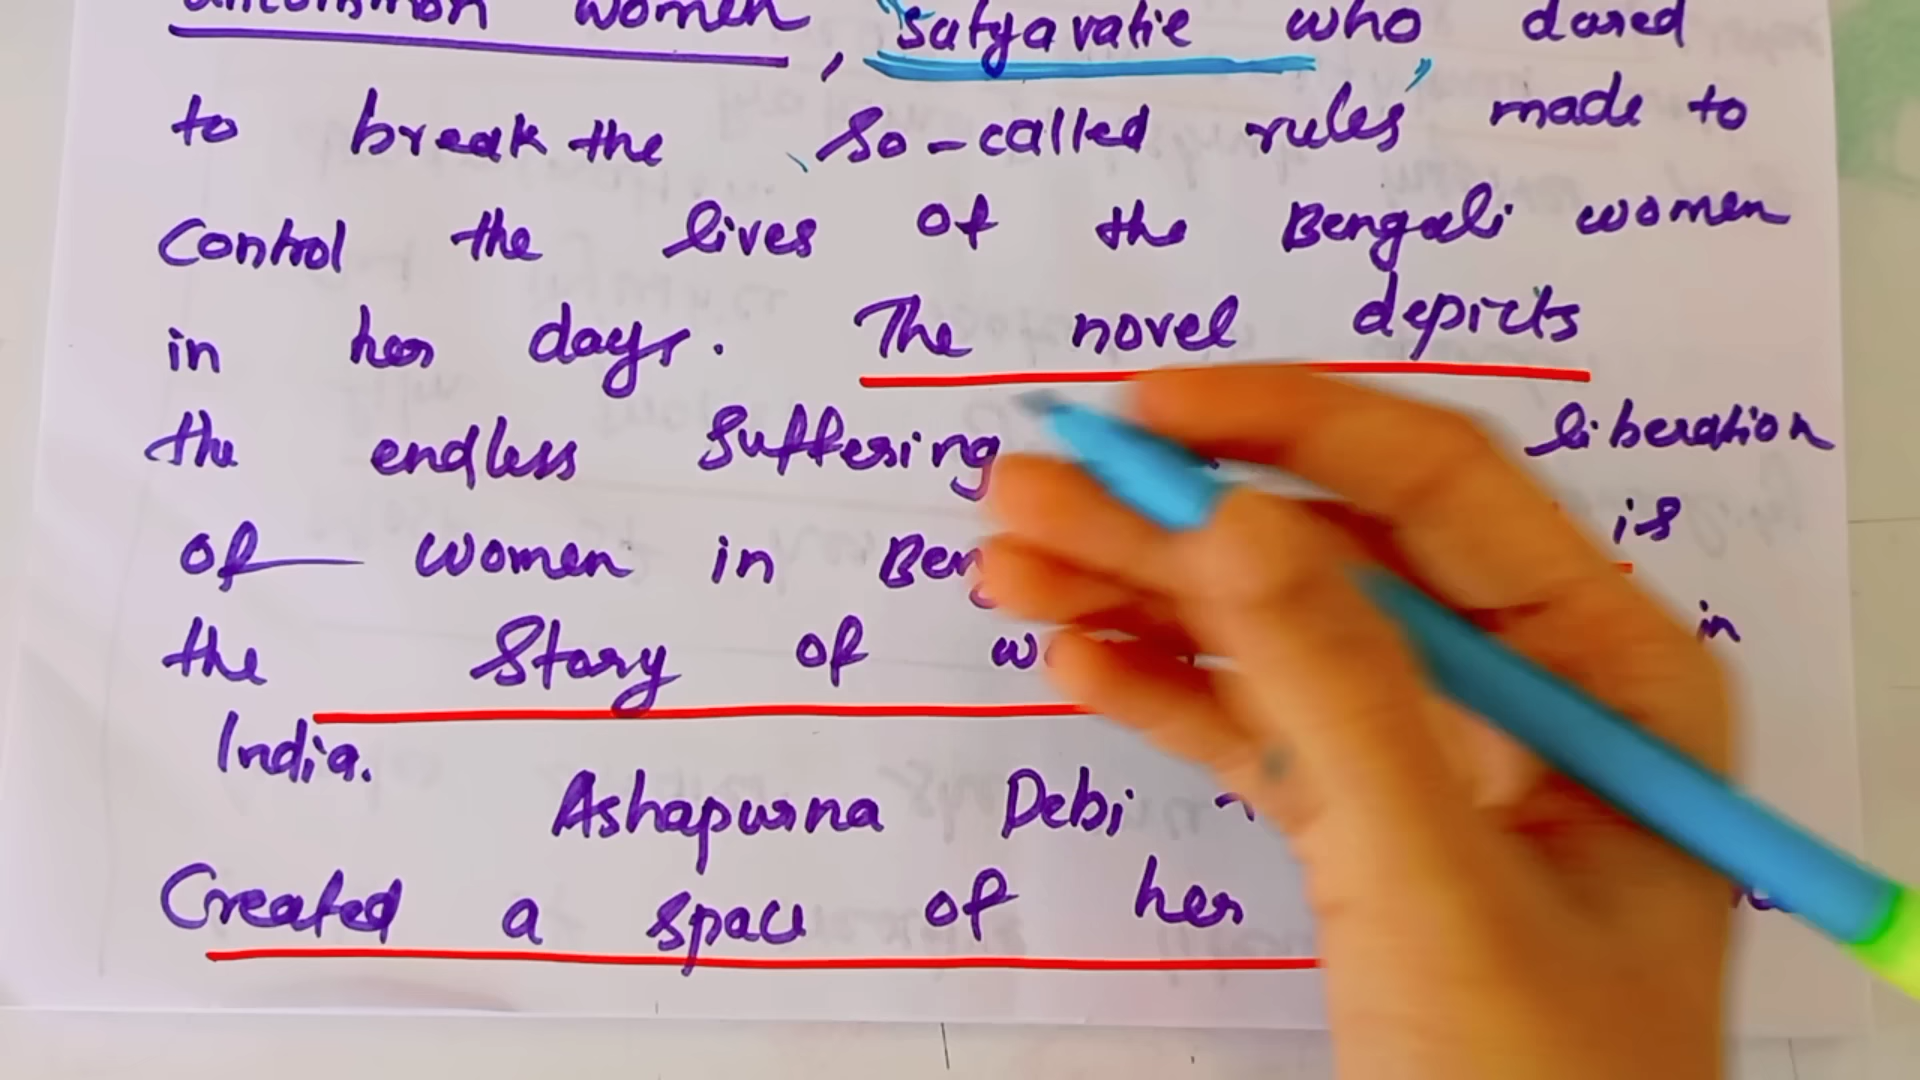 uncommon women, Satyavatie who dared
to break the so-called rules made to
Control the lives of the Bengali women
in her days. The novel depicts
the endless Suffering liberation
of women in is
the Story of in
India.
Ashapurna Debi
Created a space of her